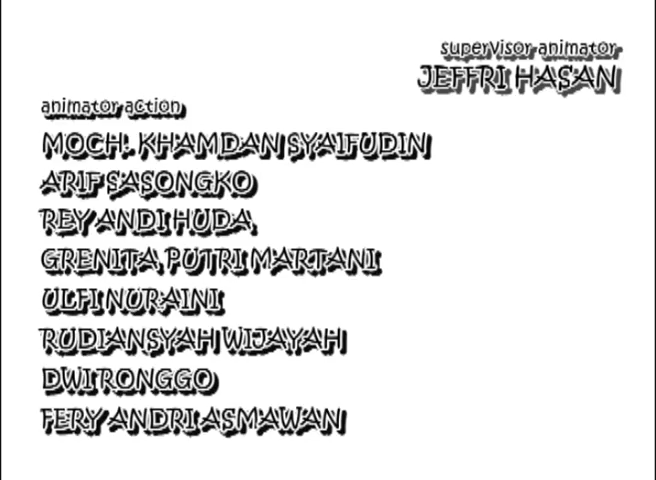 supervisor animator
JEFFRI HASAN
animator action
MOCH. KHAMDAN SYAIFUDIN
ARIF SASONGKO
REY ANDI HUDA
GRENITA PUTRI MARTANI
ULFI NURAINI
RUDIANSYAH WIJAYAH
DWI RONGGO
FERY ANDRI ASMAWAN